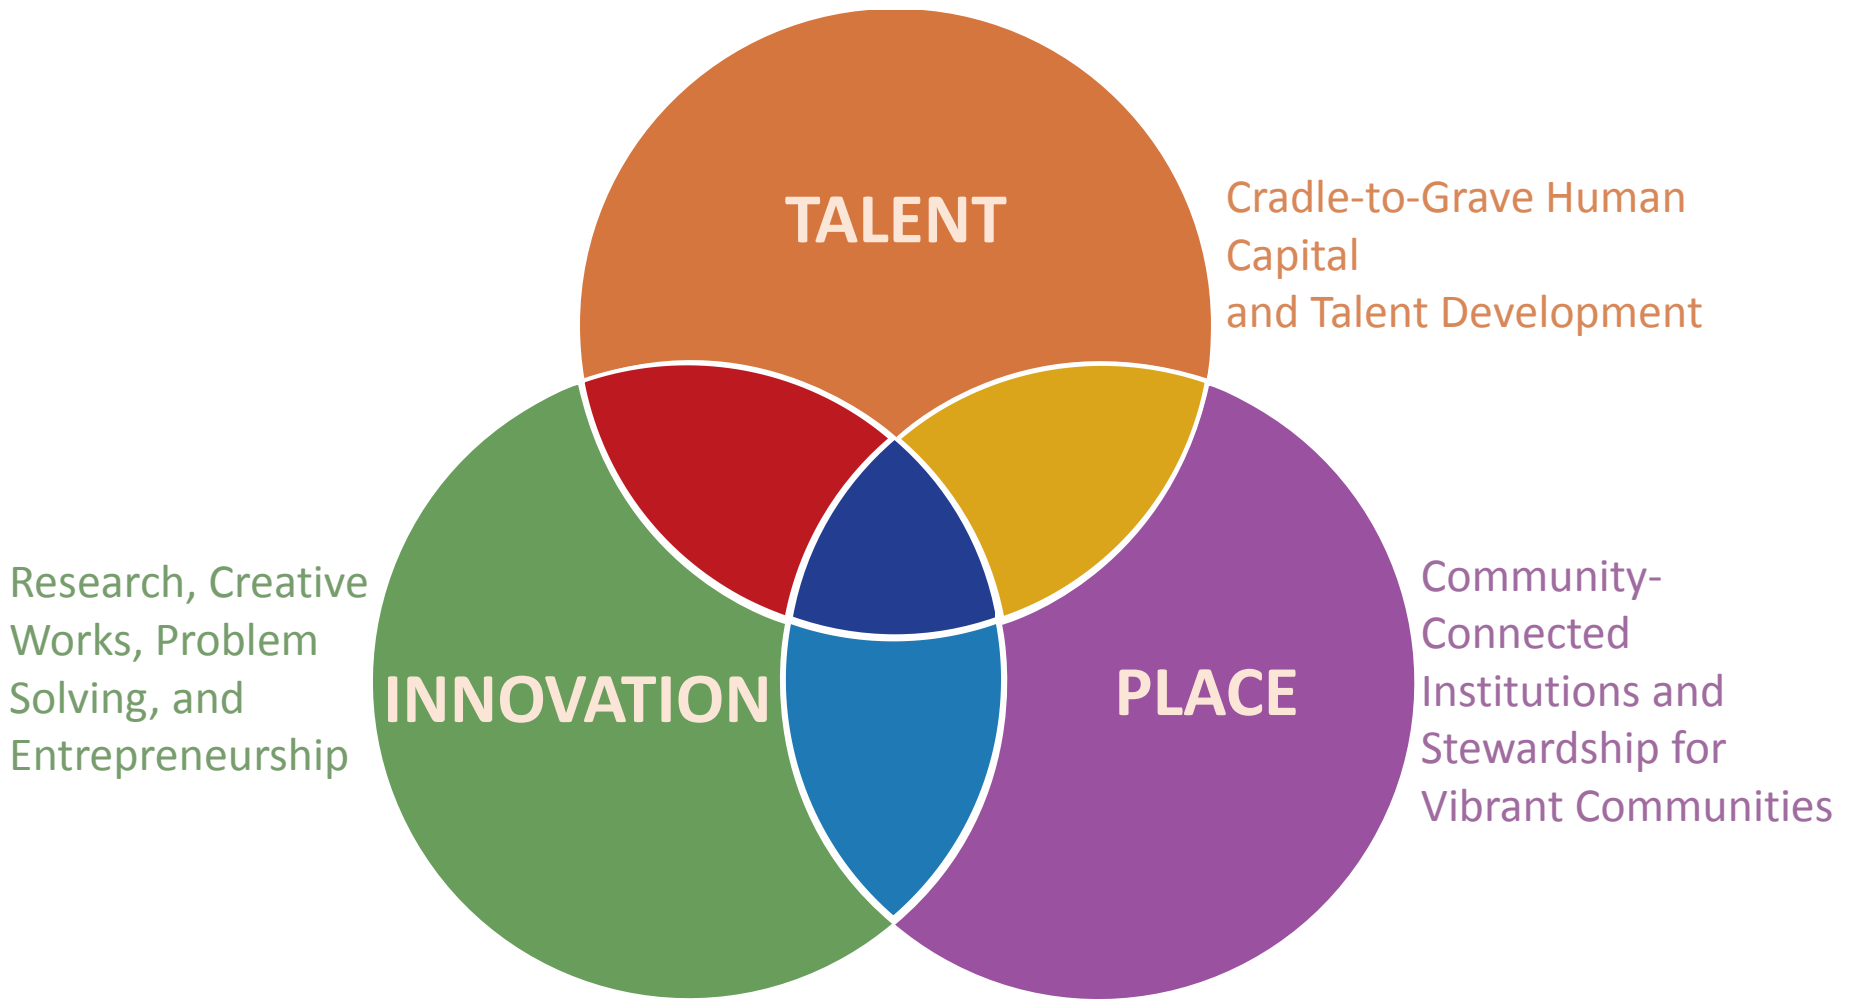 TALENT
Cradle-to-Grave Human
Capital
and Talent Development
Research, Creative
Works, Problem
Solving, and
Entrepreneurship
INNOVATION
PLACE
Community-
Connected
Institutions and
Stewardship for
Vibrant Communities